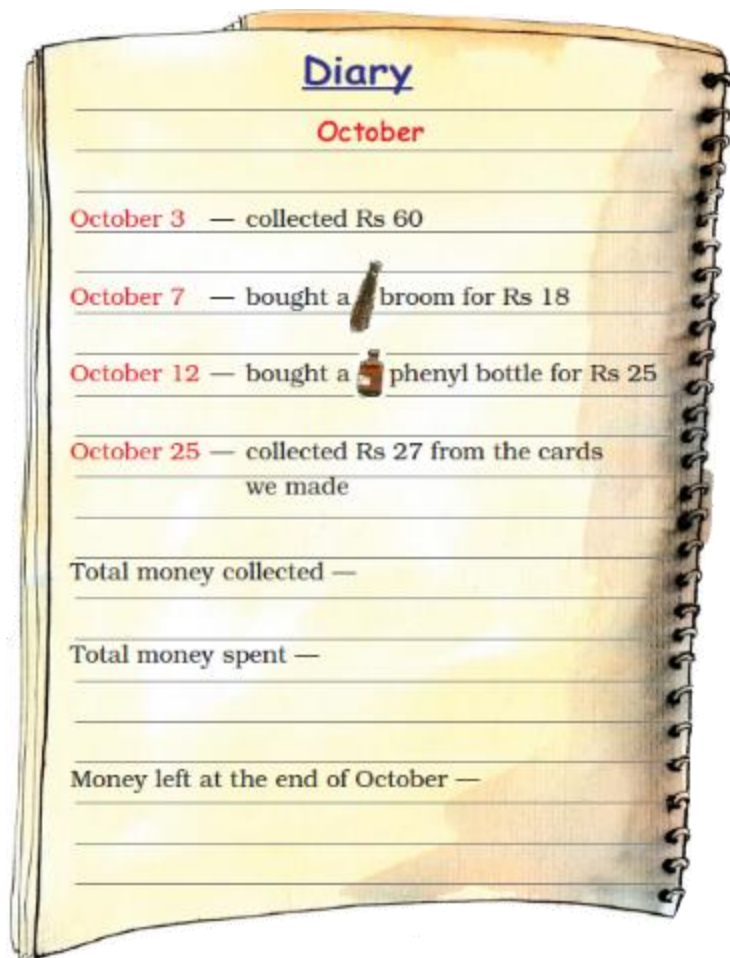 Diary
October
October 3 — collected Rs 60
October 7 — bought a broom for Rs 18
October 12 — bought a phenyl bottle for Rs 25
October 25 — collected Rs 27 from the cards
we made
Total money collected —
Total money spent —
Money left at the end of October —